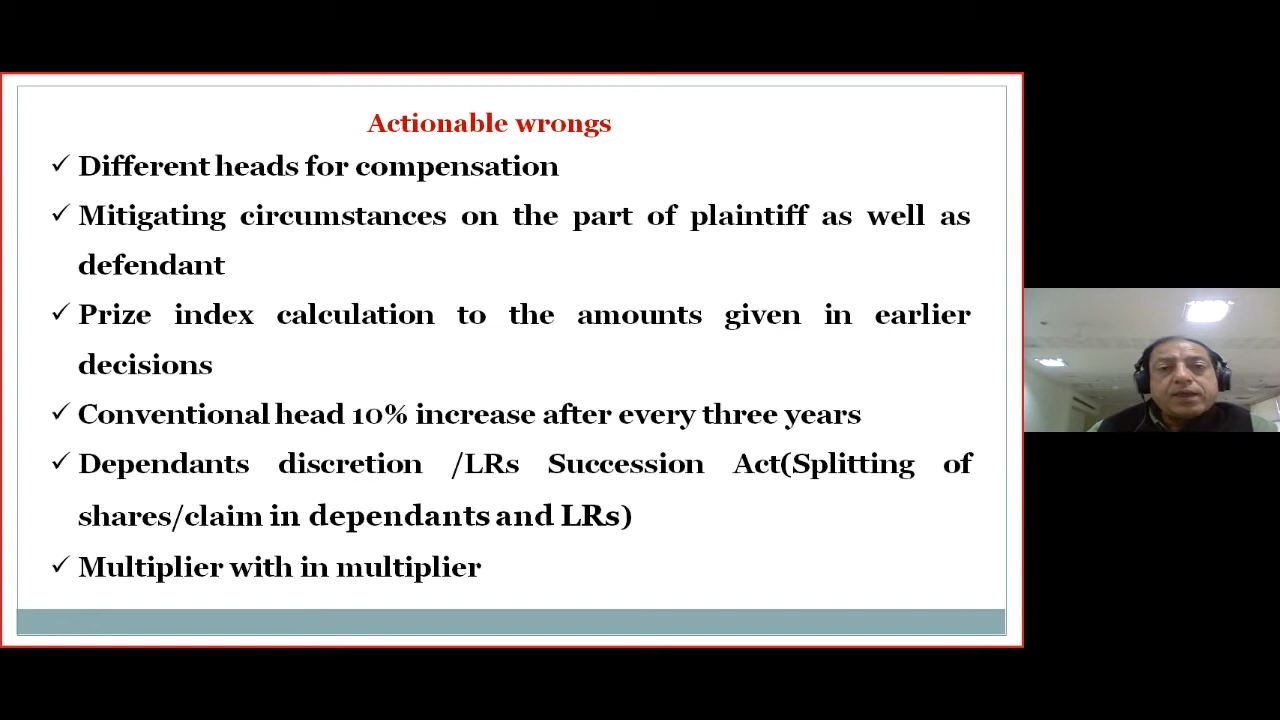 Actionable wrongs
✓ Different heads for compensation
✓ Mitigating circumstances on the part of plaintiff as well as
defendant
✓ Prize index calculation to the amounts given in earlier
decisions
✓ Conventional head 10% increase after every three years
✓ Dependants discretion /LRs Succession Act(Splitting of
shares/claim in dependants and LRs)
✓ Multiplier with in multiplier